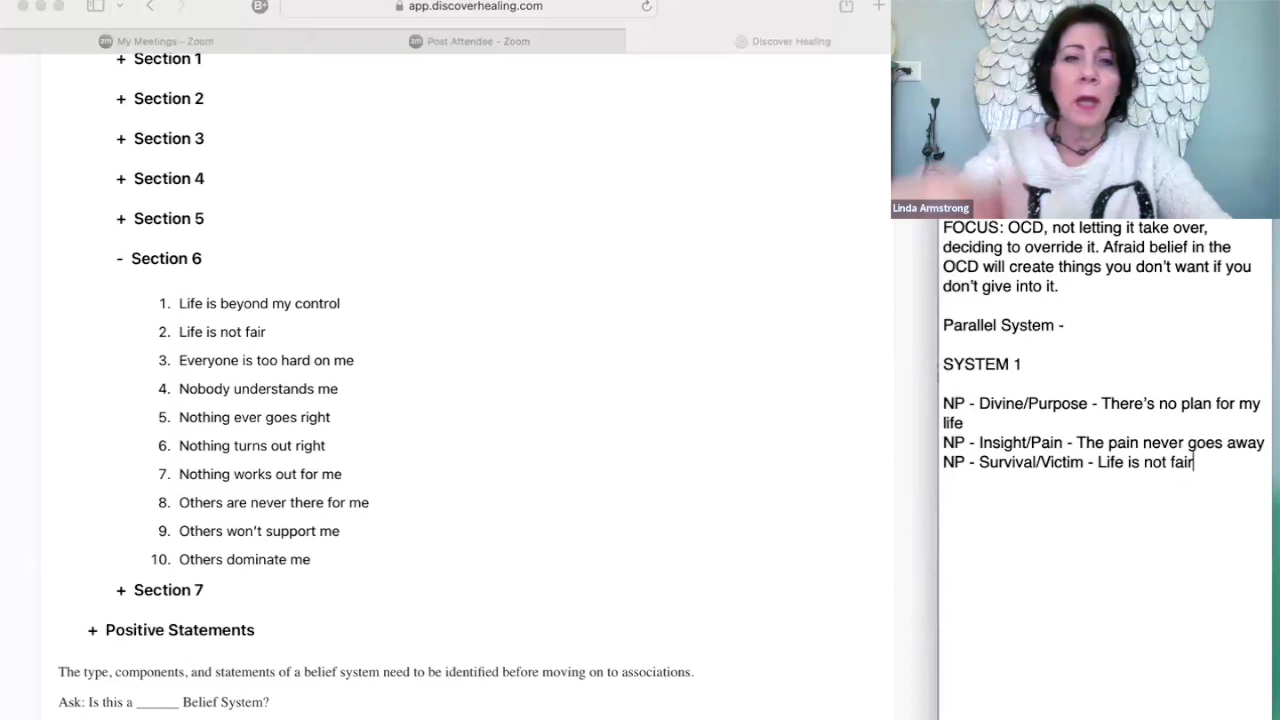 app.discoverhealing.com
My Meetings – Zoom
Post Attendee - Zoom
Discover Healing
+ Section 1
+ Section 2
+ Section 3
+ Section 4
+ Section 5
- Section 6
1. Life is beyond my control
2. Life is not fair
3. Everyone is too hard on me
4. Nobody understands me
5. Nothing ever goes right
6. Nothing turns out right
7. Nothing works out for me
8. Others are never there for me
9. Others won't support me
10. Others dominate me
+ Section 7
+ Positive Statements
The type, components, and statements of a belief system need to be identified before moving on to associations.
Ask: Is this a ______ Belief System?
Linda Armstrong
FOCUS: OCD, not letting it take over,
deciding to override it. Afraid belief in the
OCD will create things you don't want if you
don't give into it.
Parallel System -
SYSTEM 1
NP - Divine/Purpose - There's no plan for my
life
NP - Insight/Pain - The pain never goes away
NP - Survival/Victim - Life is not fair